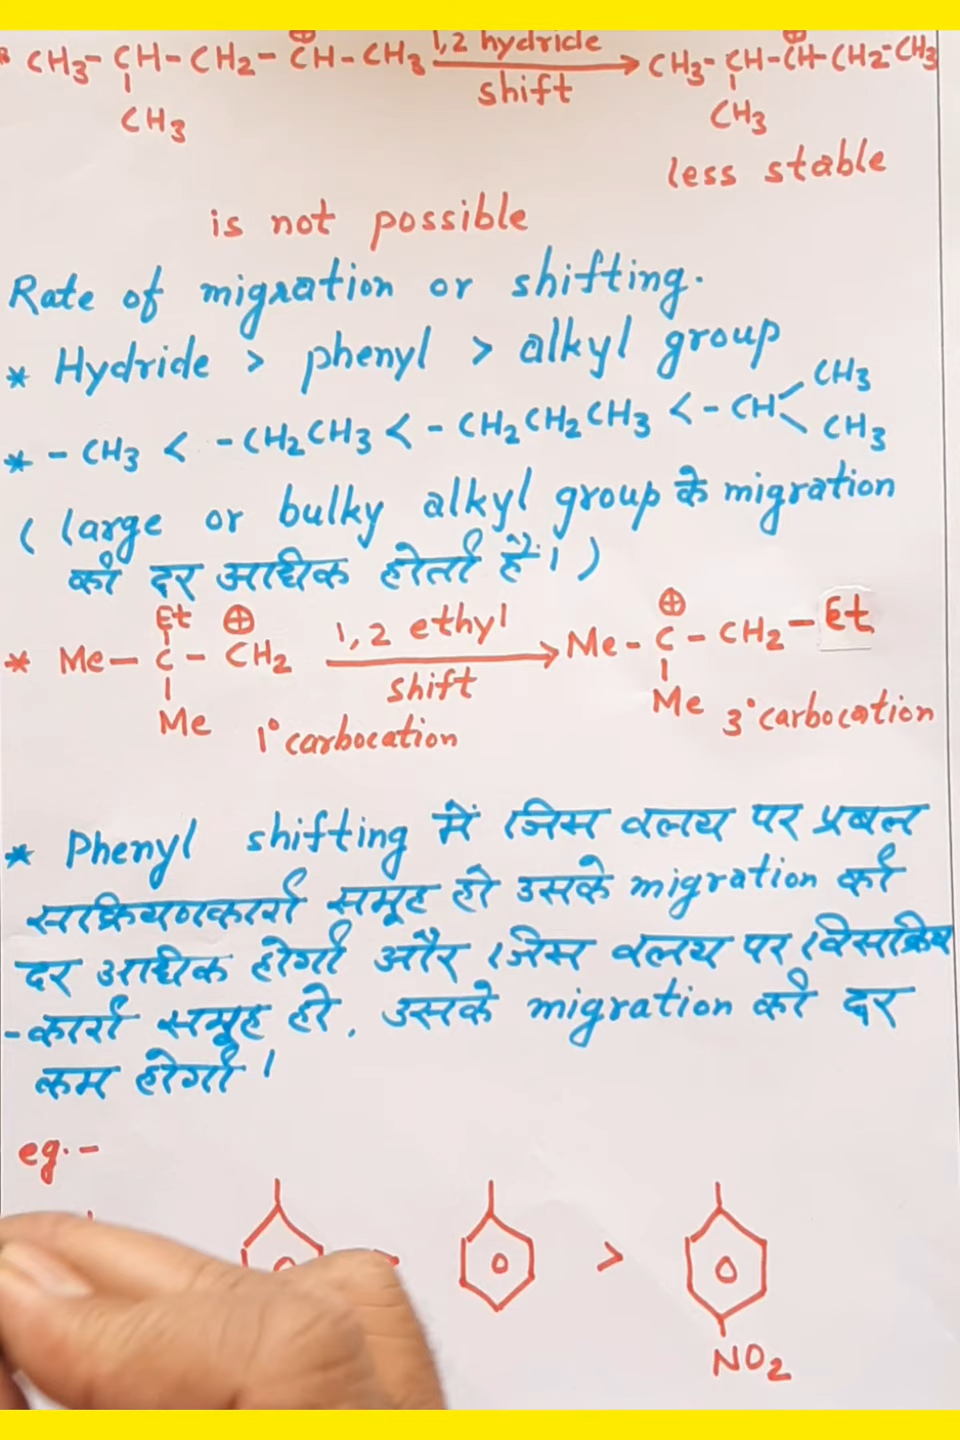 CH₃-CH-CH₂-CH-CH₃ 1,2 hydride shift → CH₃-CH-CH-CH₂-CH₃
⊕ ⊕
CH₃ CH₃
less stable
is not possible
Rate of migration or shifting.
* Hydride > phenyl > alkyl group
* - CH₃ < - CH₂CH₃ < - CH₂CH₂CH₃ < - CH CH₃ CH₃
( large or bulky alkyl group के migration
की दर अधिक होती है। )
Et ⊕ ⊕
* Me - C - CH₂ 1,2 ethyl shift → Me - C - CH₂ - Et
Me 1° carbocation Me 3° carbocation
* Phenyl shifting में जिस वलय पर प्रबल
सक्रियणकारी समूह हो उसके migration की
दर अधिक होगी और जिस वलय पर विसक्रिय
-कारी समूह हो, उसके migration की दर
कम होगी।
eg.-
>
NO₂